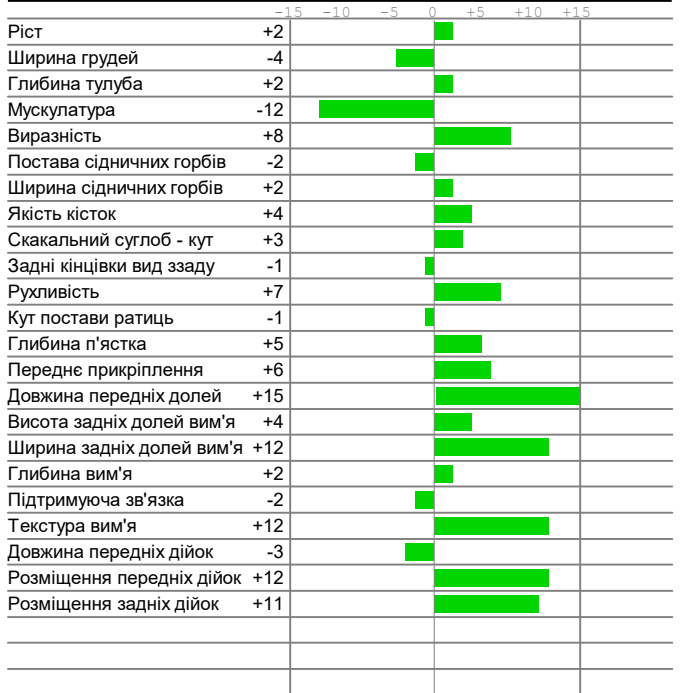 -15 -10 -5 0 +5 +10 +15
Ріст +2
Ширина грудей -4
Глибина тулуба +2
Мускулатура -12
Виразність +8
Постава сідничних горбів -2
Ширина сідничних горбів +2
Якість кісток +4
Скакальний суглоб - кут +3
Задні кінцівки вид ззаду -1
Рухливість +7
Кут постави ратиць -1
Глибина п'ястка +5
Переднє прикріплення +6
Довжина передніх долей +15
Висота задніх долей вим'я +4
Ширина задніх долей вим'я +12
Глибина вим'я +2
Підтримуюча зв'язка -2
Текстура вим'я +12
Довжина передніх дійок -3
Розміщення передніх дійок +12
Розміщення задніх дійок +11